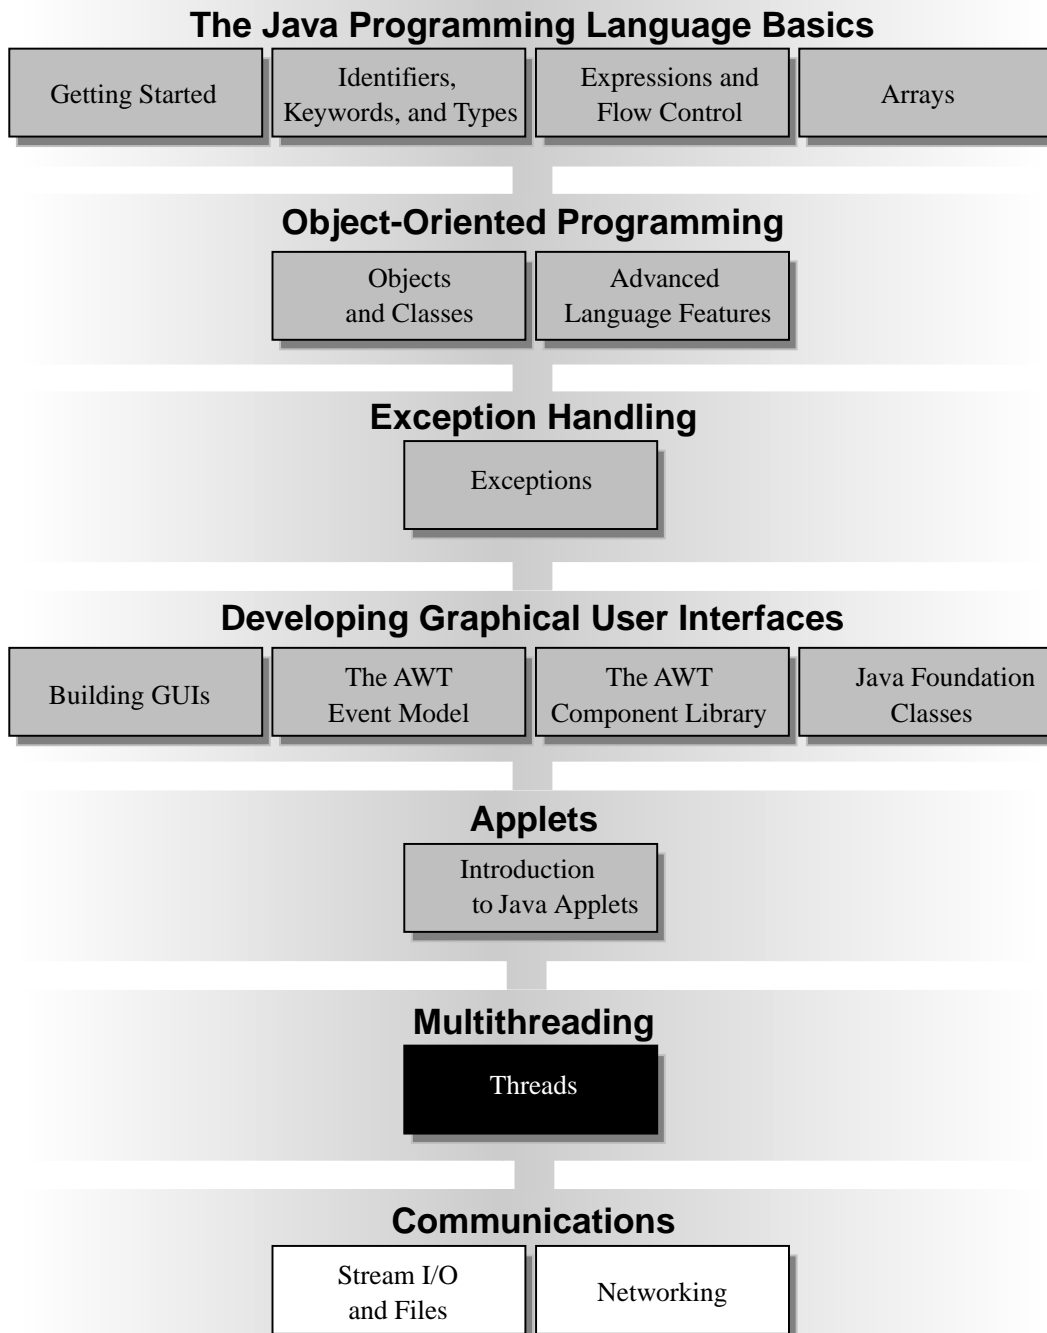 The Java Programming Language Basics
Getting Started
Identifiers,
Keywords, and Types
Expressions and
Flow Control
Arrays
Object-Oriented Programming
Objects
and Classes
Advanced
Language Features
Exception Handling
Exceptions
Developing Graphical User Interfaces
Building GUIs
The AWT
Event Model
The AWT
Component Library
Java Foundation
Classes
Applets
Introduction
to Java Applets
Multithreading
Threads
Communications
Stream I/O
and Files
Networking